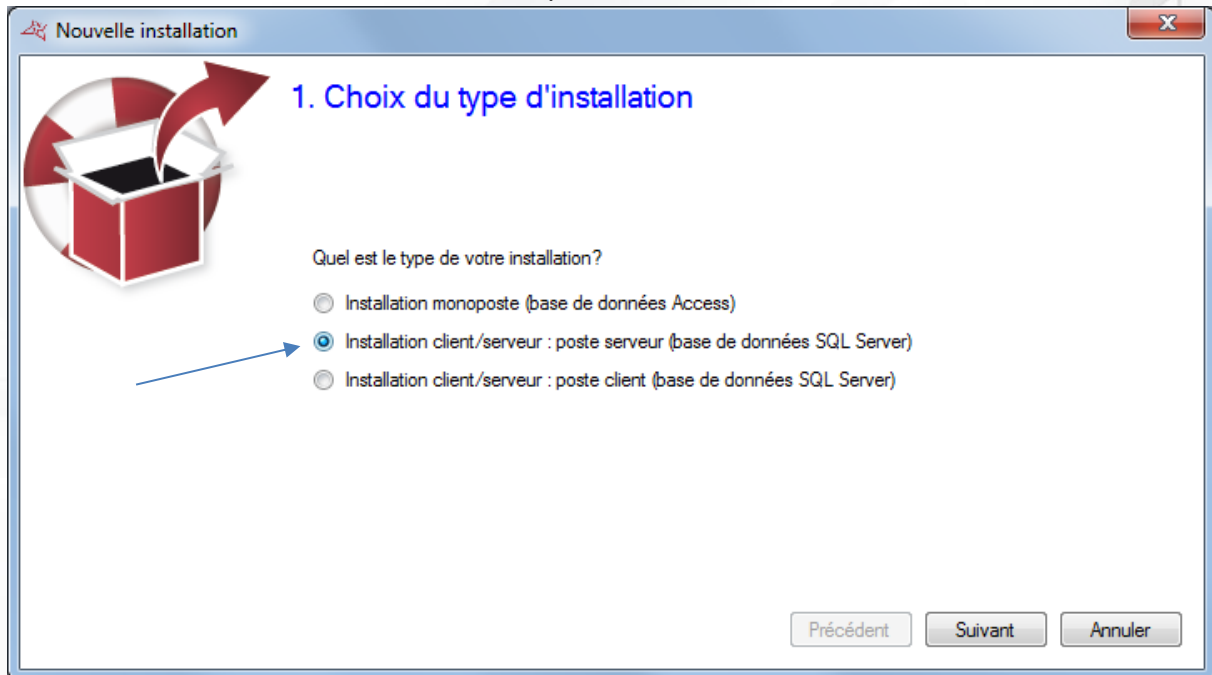 Nouvelle installation
1. Choix du type d'installation
Quel est le type de votre installation?
Installation monoposte (base de données Access)
Installation client/serveur : poste serveur (base de données SQL Server)
Installation client/serveur : poste client (base de données SQL Server)
Précédent Suivant Annuler